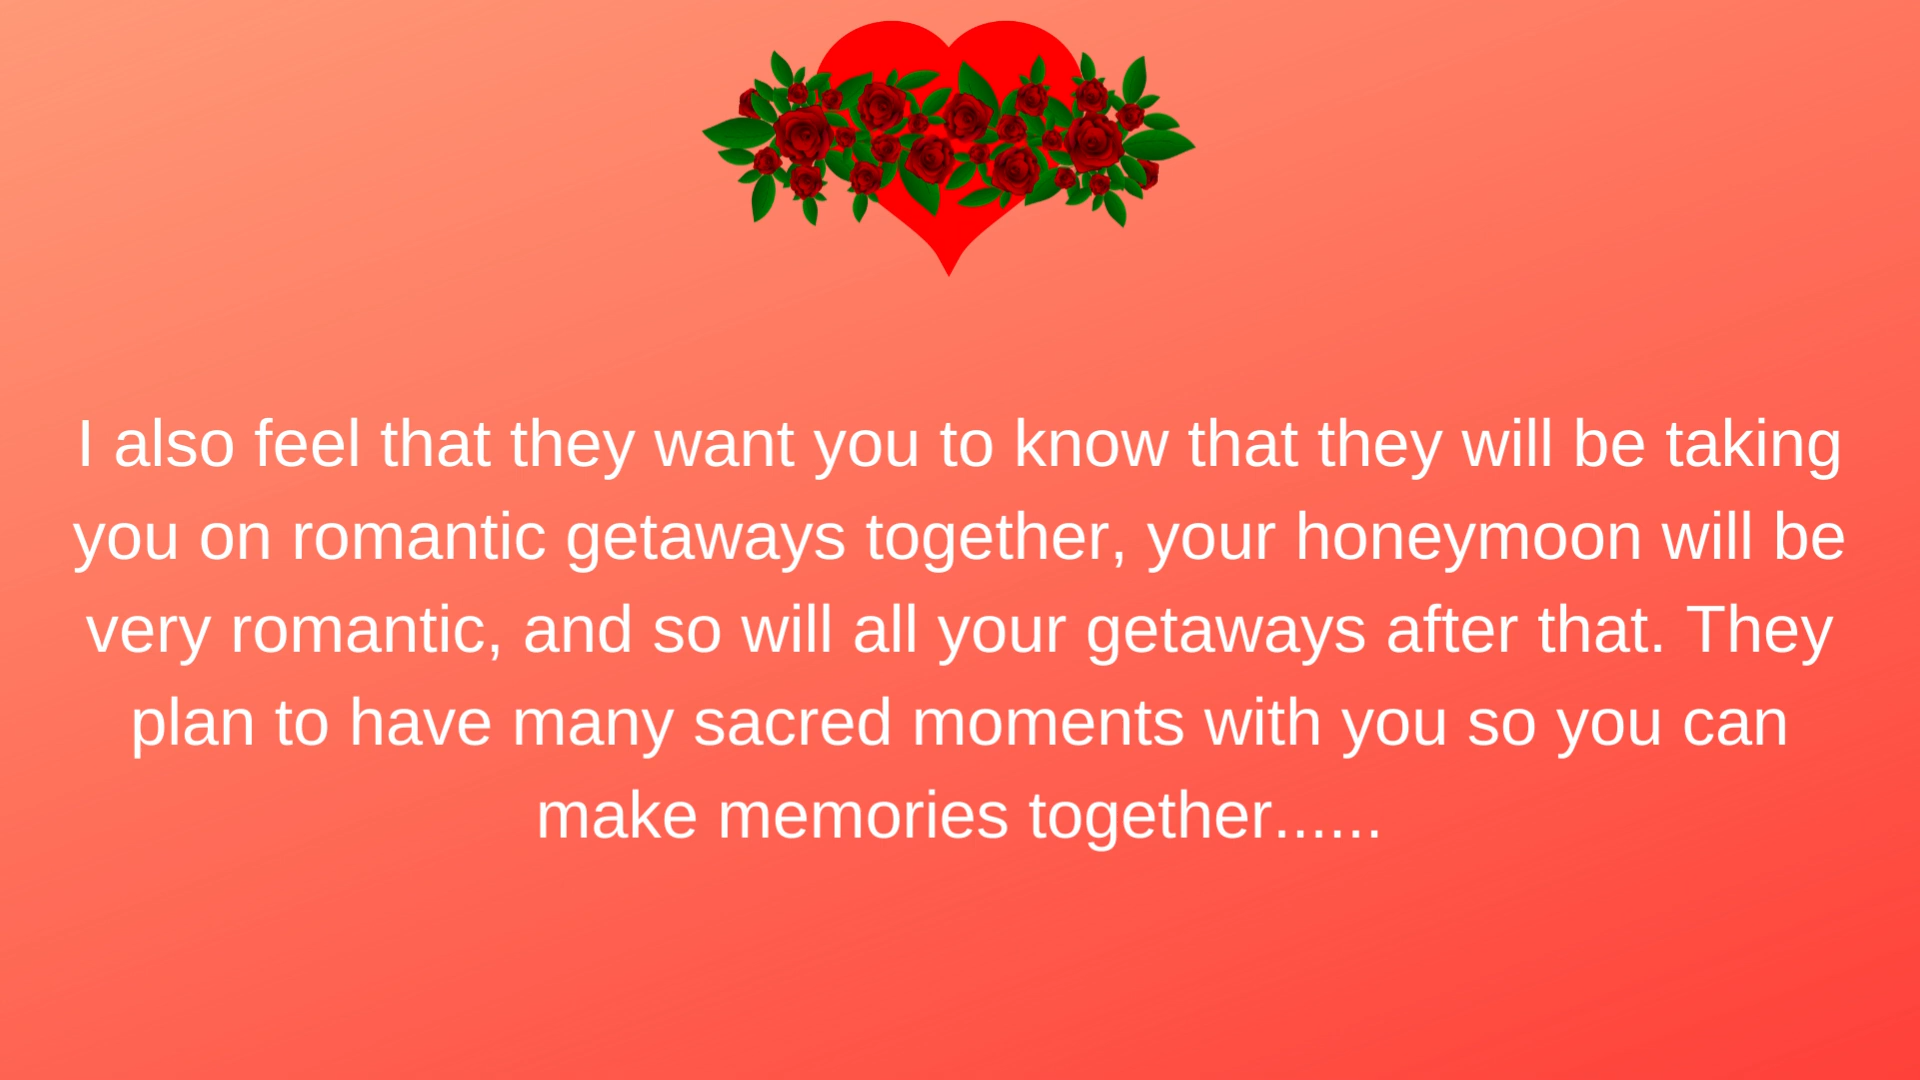 I also feel that they want you to know that they will be taking
you on romantic getaways together, your honeymoon will be
very romantic, and so will all your getaways after that. They
plan to have many sacred moments with you so you can
make memories together......